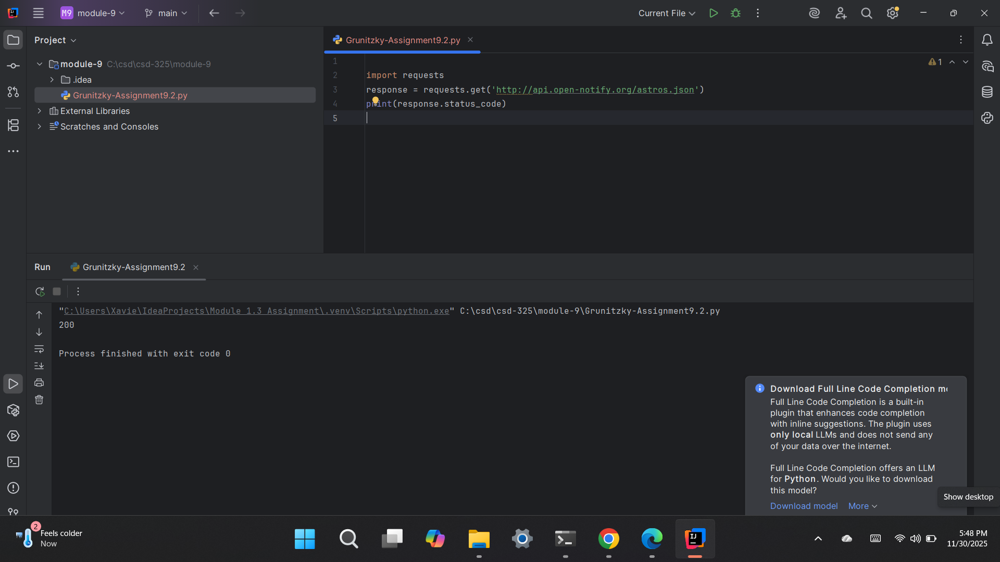 M9 module-9
main
Current File
Project
Grunitzky-Assignment9.2.py
module-9 C:\csd\csd-325\module-9
.idea
Grunitzky-Assignment9.2.py
External Libraries
Scratches and Consoles
1
2 import requests
3 response = requests.get('http://api.open-notify.org/astros.json')
4 print(response.status_code)
5
1
Run
Grunitzky-Assignment9.2
"C:\Users\Xavie\IdeaProjects\Module 1.3 Assignment\.venv\Scripts\python.exe" C:\csd\csd-325\module-9\Grunitzky-Assignment9.2.py
200
Process finished with exit code 0
Download Full Line Code Completion
Full Line Code Completion is a built-in
plugin that enhances code completion
with inline suggestions. The plugin uses
only local LLMs and does not send any
of your data over the internet.
Full Line Code Completion offers an LLM
for Python. Would you like to download
this model?
Download model More
Show desktop
2
Feels colder
Now
IJ
5:48 PM
11/30/2025